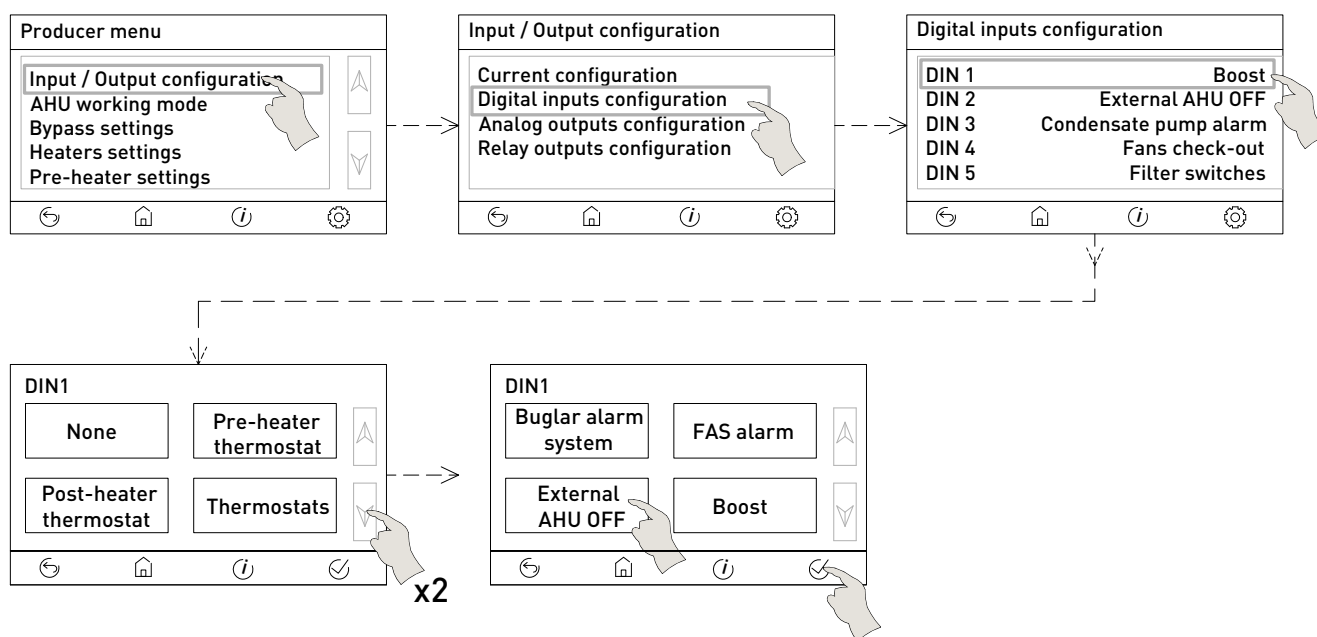 Producer menu
Input / Output configuration
AHU working mode
Bypass settings
Heaters settings
Pre-heater settings
i
Input / Output configuration
Current configuration
Digital inputs configuration
Analog outputs configuration
Relay outputs configuration
i
Digital inputs configuration
DIN 1 Boost
DIN 2 External AHU OFF
DIN 3 Condensate pump alarm
DIN 4 Fans check-out
DIN 5 Filter switches
i
DIN1
None
Pre-heater
thermostat
Post-heater
thermostat
Thermostats
i
x2
DIN1
Buglar alarm
system
FAS alarm
External
AHU OFF
Boost
i